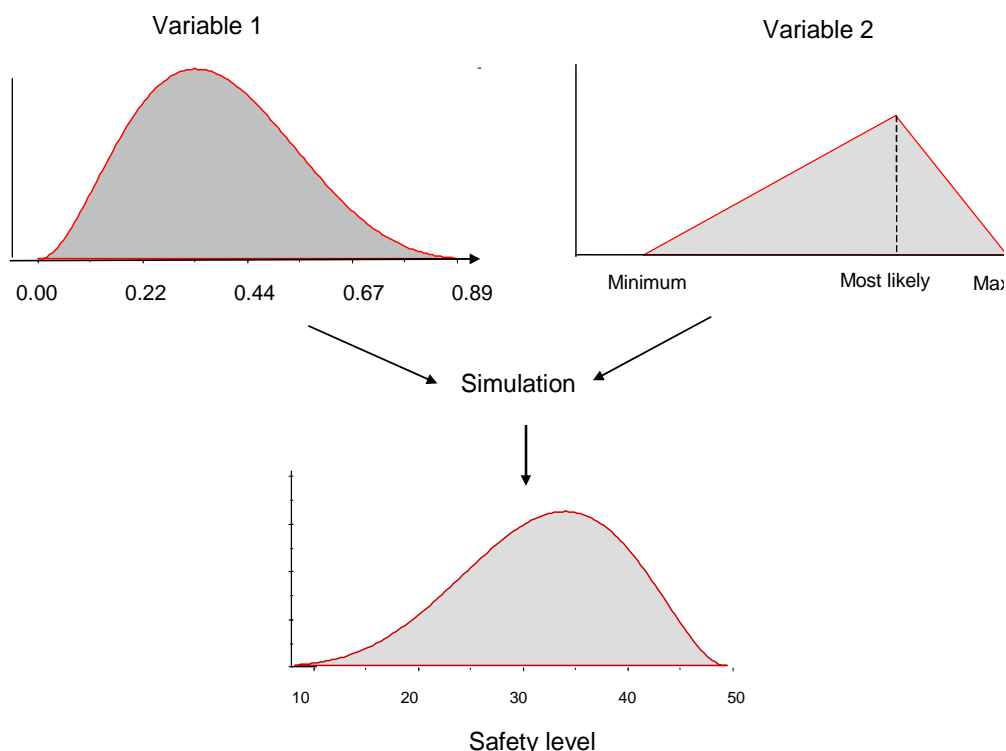 Variable 1
Variable 2
0.00 0.22 0.44 0.67 0.89
Minimum Most likely Max
Simulation
10 20 30 40 50
Safety level